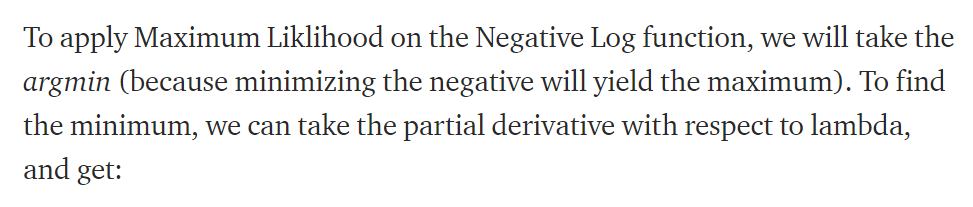 To apply Maximum Liklihood on the Negative Log function, we will take the
argmin (because minimizing the negative will yield the maximum). To find
the minimum, we can take the partial derivative with respect to lambda,
and get: